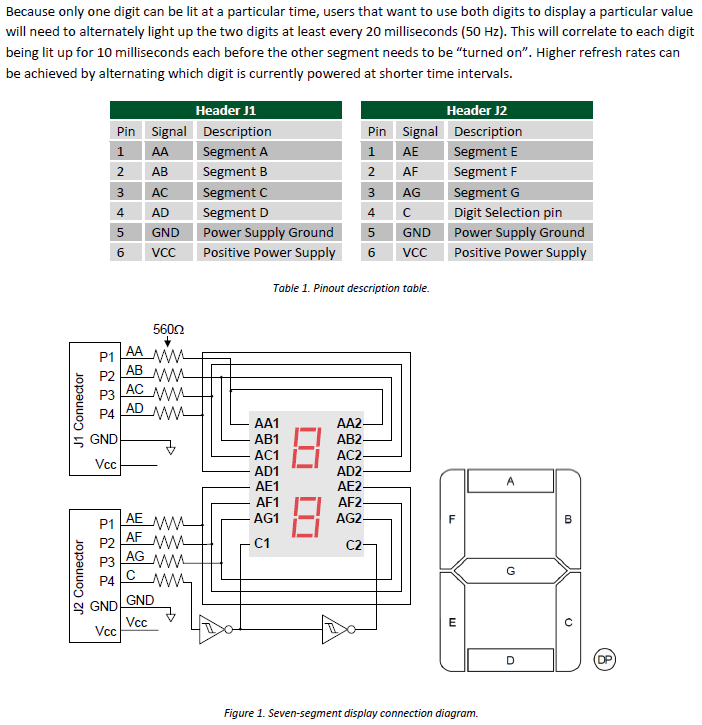 Because only one digit can be lit at a particular time, users that want to use both digits to display a particular value
will need to alternately light up the two digits at least every 20 milliseconds (50 Hz). This will correlate to each digit
being lit up for 10 milliseconds each before the other segment needs to be “turned on”. Higher refresh rates can
be achieved by alternating which digit is currently powered at shorter time intervals.
Header J1
Pin Signal Description
1 AA Segment A
2 AB Segment B
3 AC Segment C
4 AD Segment D
5 GND Power Supply Ground
6 VCC Positive Power Supply
Header J2
Pin Signal Description
1 AE Segment E
2 AF Segment F
3 AG Segment G
4 C Digit Selection pin
5 GND Power Supply Ground
6 VCC Positive Power Supply
Table 1. Pinout description table.
560Ω
J1 Connector
P1 AA
P2 AB
P3 AC
P4 AD
GND
Vcc
J2 Connector
P1 AE
P2 AF
P3 AG
P4 C
GND GND
Vcc Vcc
AA1 AA2
AB1 AB2
AC1 AC2
AD1 AD2
AE1 AE2
AF1 AF2
AG1 AG2
C1 C2
A
F B
G
E C
D DP
Figure 1. Seven-segment display connection diagram.